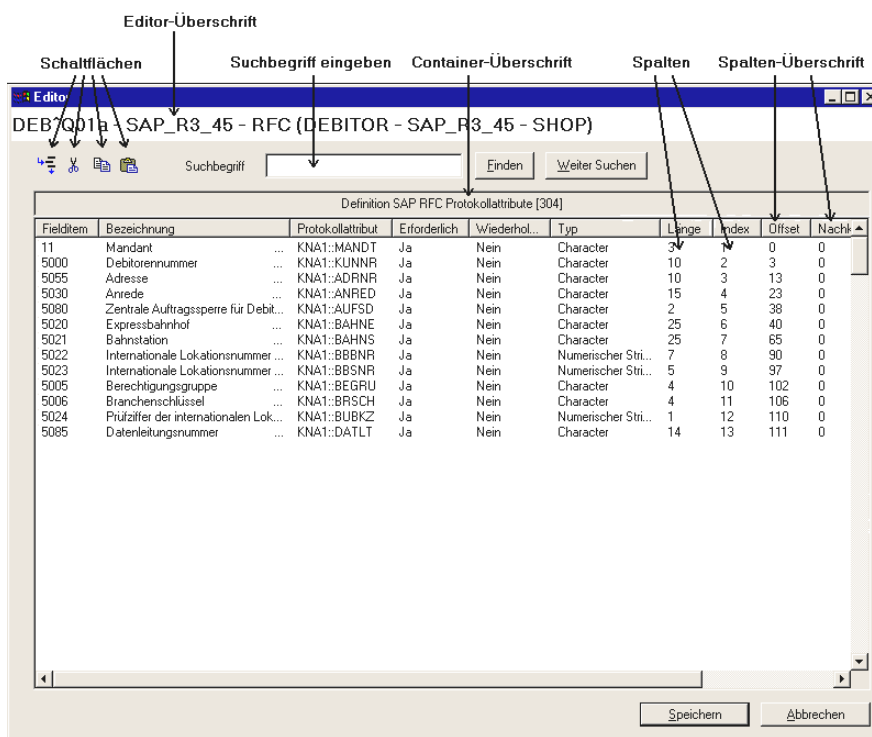 Editor-Überschrift
Schaltflächen Suchbegriff eingeben Container-Überschrift Spalten Spalten-Überschrift
Editor
DEB^Q01a - SAP_R3_45 - RFC (DEBITOR - SAP_R3_45 - SHOP)
Suchbegriff Finden Weiter Suchen
Definition SAP RFC Protokollattribute [304]
Fielditem Bezeichnung Protokollattribut Erforderlich Wiederhol... Typ Länge Index Offset Nachk
11 Mandant ... KNA1::MANDT Ja Nein Character 3 1 0 0
5000 Debitorennummer ... KNA1::KUNNR Ja Nein Character 10 2 3 0
5055 Adresse ... KNA1::ADRNR Ja Nein Character 10 3 13 0
5030 Anrede ... KNA1::ANRED Ja Nein Character 15 4 23 0
5080 Zentrale Auftragssperre für Debit... KNA1::AUFSD Ja Nein Character 2 5 38 0
5020 Expressbahnhof ... KNA1::BAHNE Ja Nein Character 25 6 40 0
5021 Bahnstation ... KNA1::BAHNS Ja Nein Character 25 7 65 0
5022 Internationale Lokationsnummer ... KNA1::BBBNR Ja Nein Numerischer Stri... 7 8 90 0
5023 Internationale Lokationsnummer ... KNA1::BBSNR Ja Nein Numerischer Stri... 5 9 97 0
5005 Berechtigungsgruppe ... KNA1::BEGRU Ja Nein Character 4 10 102 0
5006 Branchenschlüssel ... KNA1::BRSCH Ja Nein Character 4 11 106 0
5024 Prüfziffer der internationalen Lok... KNA1::BUBKZ Ja Nein Numerischer Stri... 1 12 110 0
5085 Datenleitungsnummer ... KNA1::DATLT Ja Nein Character 14 13 111 0
Speichern Abbrechen